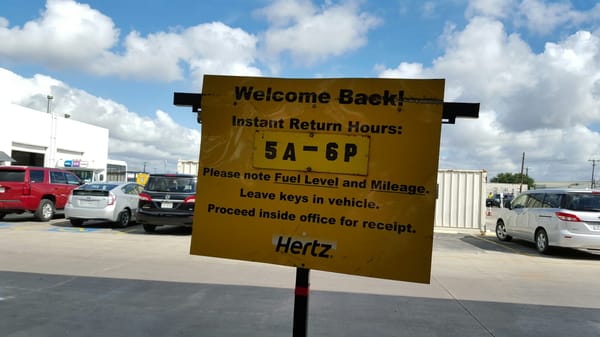 Welcome Back!
Instant Return Hours:
5A-6P
Please note Fuel Level and Mileage.
Leave keys in vehicle.
Proceed inside office for receipt.
Hertz.